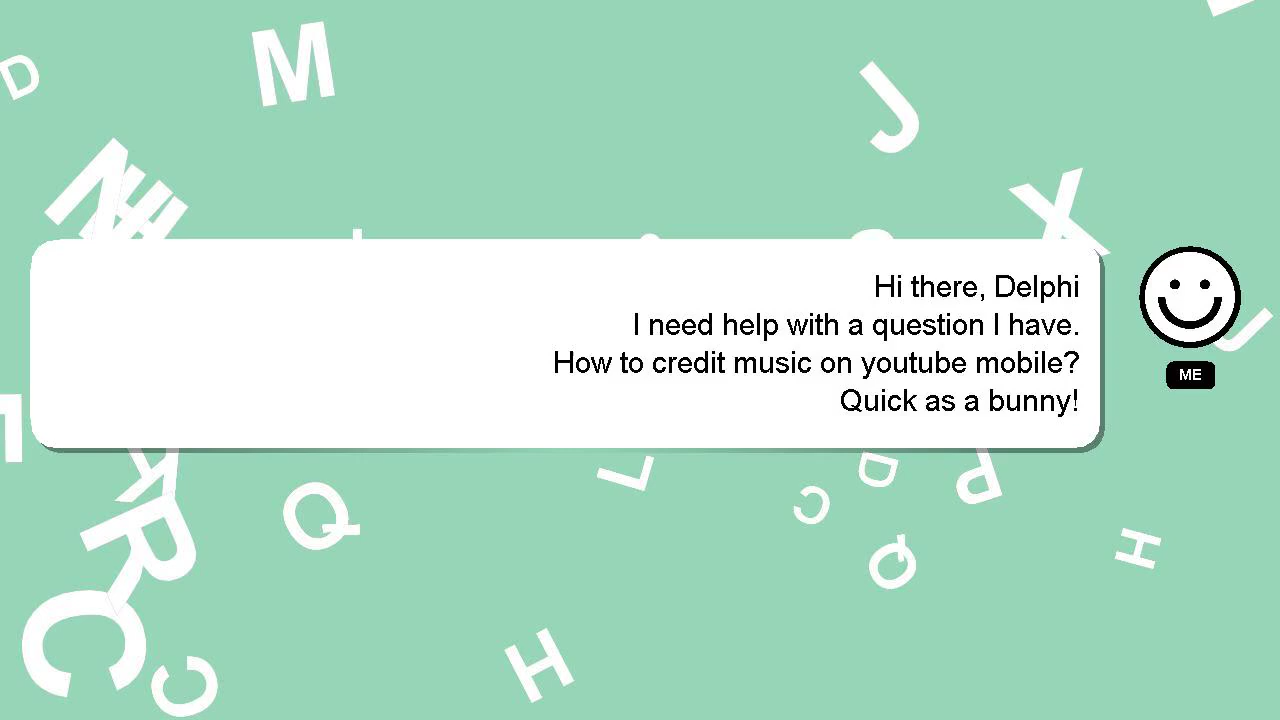 Hi there, Delphi
I need help with a question I have.
How to credit music on youtube mobile?
Quick as a bunny!
ME